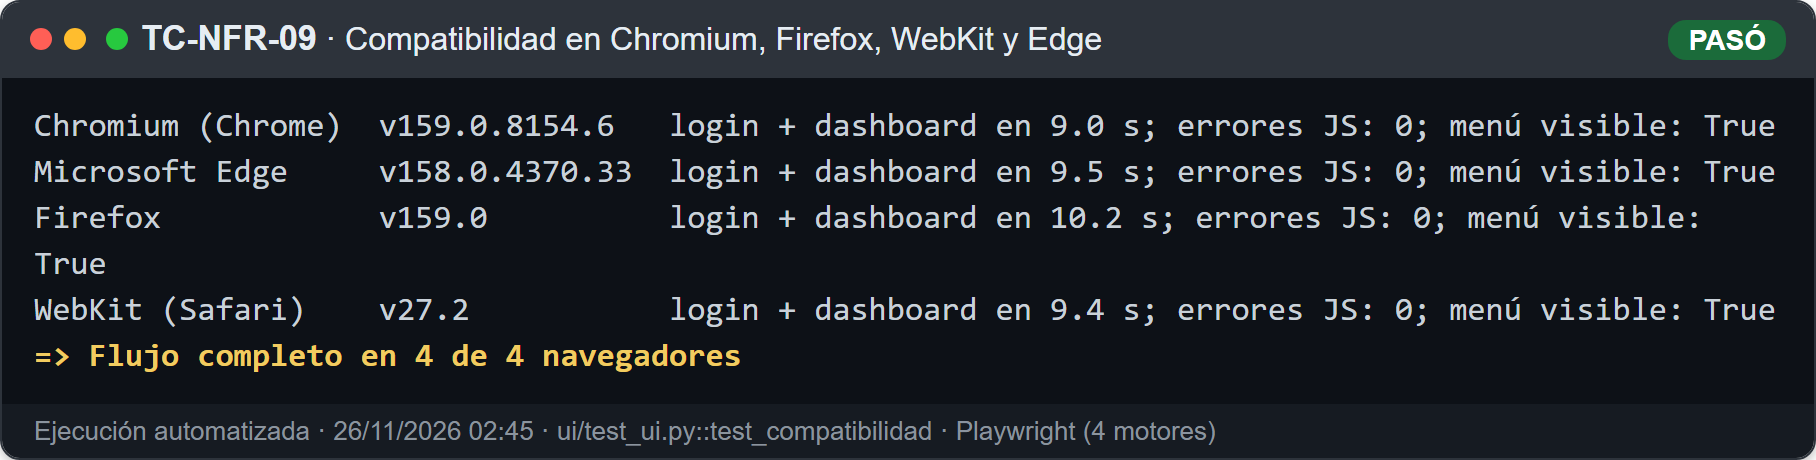 TC-NFR-09 · Compatibilidad en Chromium, Firefox, WebKit y Edge
PASÓ
Chromium (Chrome)  v159.0.8154.6   login + dashboard en 9.0 s; errores JS: 0; menú visible: True
Microsoft Edge     v158.0.4370.33  login + dashboard en 9.5 s; errores JS: 0; menú visible: True
Firefox            v159.0          login + dashboard en 10.2 s; errores JS: 0; menú visible:
True
WebKit (Safari)    v27.2           login + dashboard en 9.4 s; errores JS: 0; menú visible: True
=> Flujo completo en 4 de 4 navegadores
Ejecución automatizada · 26/11/2026 02:45 · ui/test_ui.py::test_compatibilidad · Playwright (4 motores)